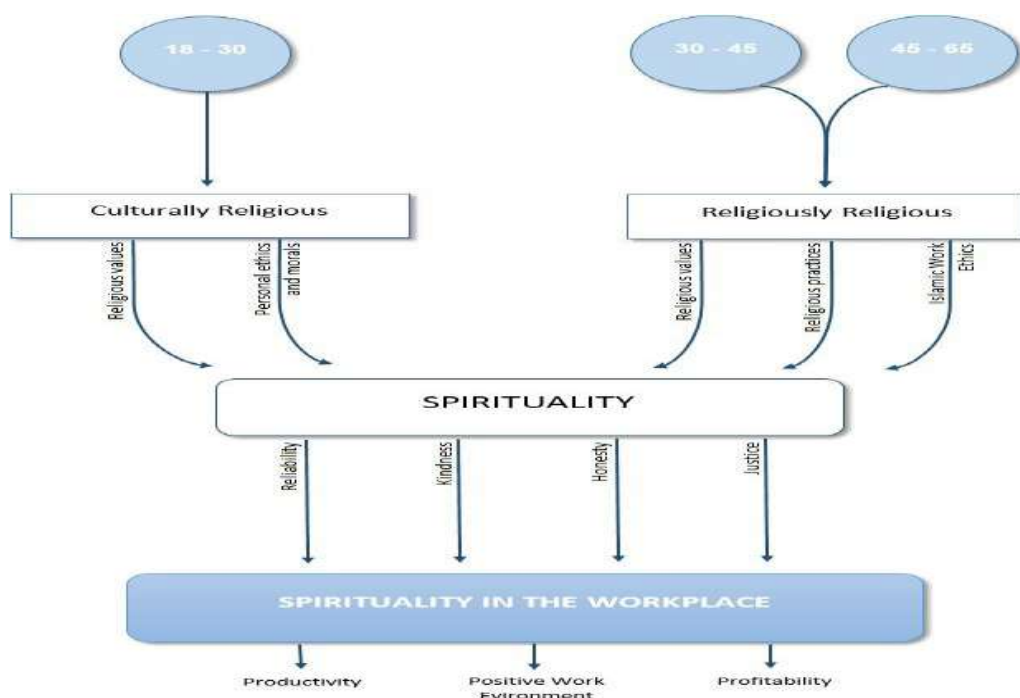 18 - 30
30 - 45
45 - 65
Culturally Religious
Religiously Religious
Religious values
Personal ethics
and morals
Religious values
Religious practices
Islamic Work
Ethics
SPIRITUALITY
Reliability
Kindness
Honesty
Justice
SPIRITUALITY IN THE WORKPLACE
Productivity
Positive Work
Evironment
Profitability